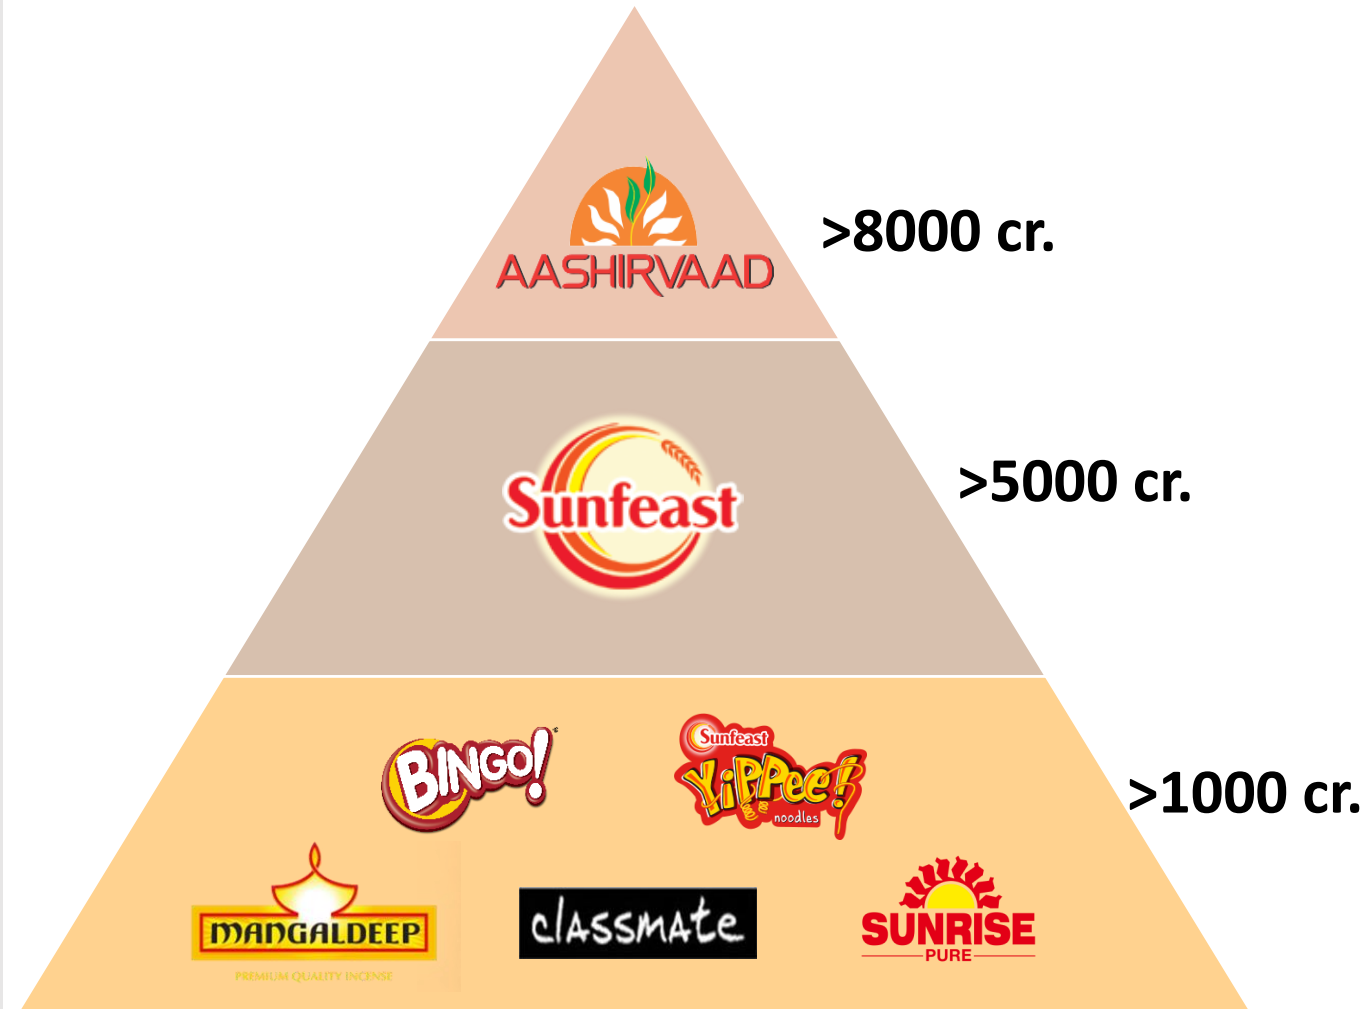 AASHIRVAAD
>8000 cr.
Sunfeast
>5000 cr.
BINGO!
Sunfeast
YiPPee!
noodles
>1000 cr.
MANGALDEEP
PREMIUM QUALITY INCENSE
classmate
SUNRISE
PURE